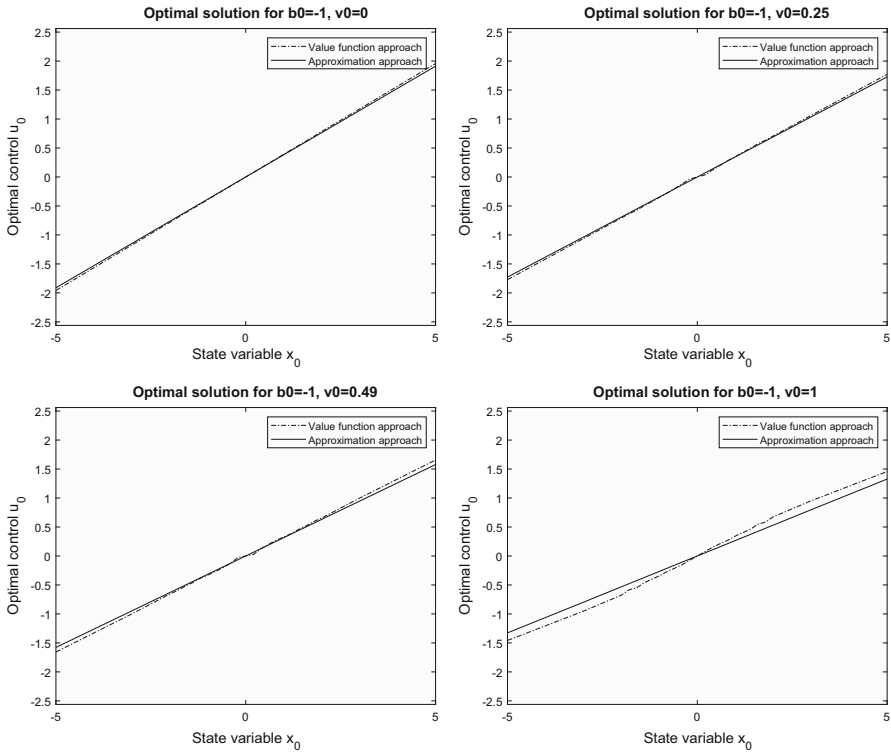 Optimal solution for b0=-1, v0=0
2.5
2
1.5
1
0.5
0
-0.5
-1
-1.5
-2
-2.5
Optimal control u0
-5
0
5
State variable x0
Value function approach
Approximation approach
Optimal solution for b0=-1, v0=0.25
2.5
2
1.5
1
0.5
0
-0.5
-1
-1.5
-2
-2.5
Optimal control u0
-5
0
5
State variable x0
Value function approach
Approximation approach
Optimal solution for b0=-1, v0=0.49
2.5
2
1.5
1
0.5
0
-0.5
-1
-1.5
-2
-2.5
Optimal control u0
-5
0
5
State variable x0
Value function approach
Approximation approach
Optimal solution for b0=-1, v0=1
2.5
2
1.5
1
0.5
0
-0.5
-1
-1.5
-2
-2.5
Optimal control u0
-5
0
5
State variable x0
Value function approach
Approximation approach